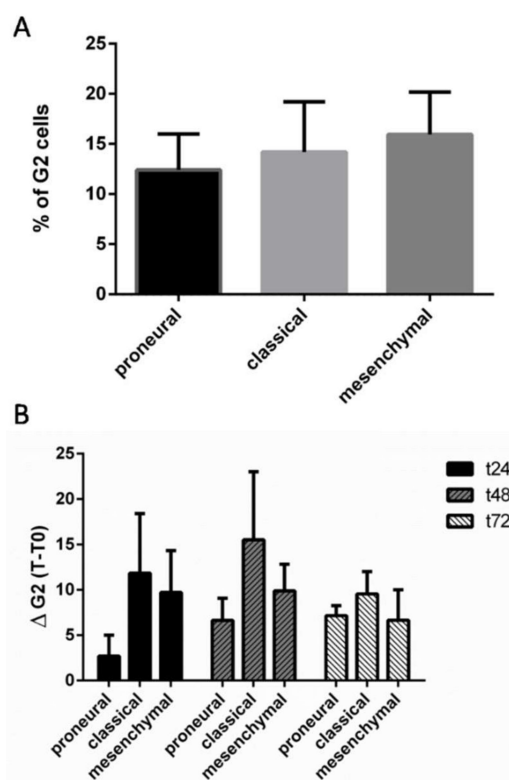 A
25
20
15
10
5
0
% of G2 cells
proneural
classical
mesenchymal
B
25
20
15
10
5
0
Δ G2 (T-T0)
t24
t48
t72
proneural
classical
mesenchymal
proneural
classical
mesenchymal
proneural
classical
mesenchymal